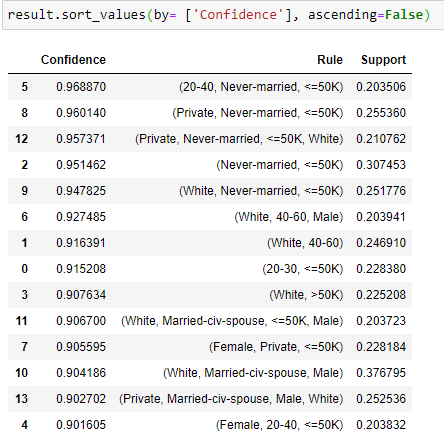 result.sort_values(by= ['Confidence'], ascending=False)
Confidence Rule Support
5 0.968870 (20-40, Never-married, <=50K) 0.203506
8 0.960140 (Private, Never-married, <=50K) 0.255360
12 0.957371 (Private, Never-married, <=50K, White) 0.210762
2 0.951462 (Never-married, <=50K) 0.307453
9 0.947825 (White, Never-married, <=50K) 0.251776
6 0.927485 (White, 40-60, Male) 0.203941
1 0.916391 (White, 40-60) 0.246910
0 0.915208 (20-30, <=50K) 0.228380
3 0.907634 (White, >50K) 0.225208
11 0.906700 (White, Married-civ-spouse, <=50K, Male) 0.203723
7 0.905595 (Female, Private, <=50K) 0.228184
10 0.904186 (White, Married-civ-spouse, Male) 0.376795
13 0.902702 (Private, Married-civ-spouse, Male, White) 0.252536
4 0.901605 (Female, 20-40, <=50K) 0.203832